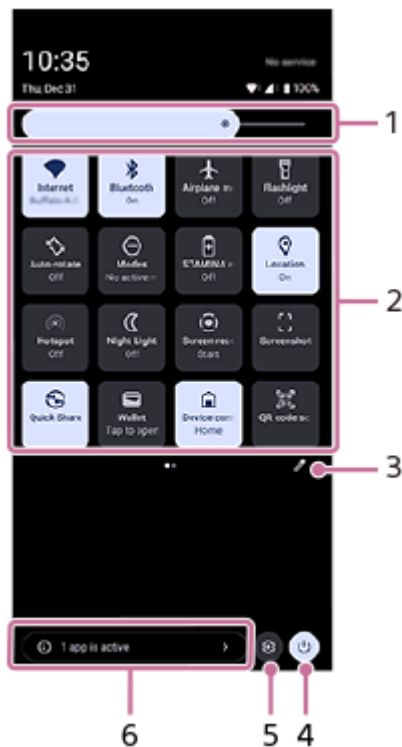 10:35
No service
Thu, Dec 31
100%
1
Internet
Bluetooth
Airplane m
Flashlight
On
Off
Off
2
Auto-rotate
Modes
STAMINA m
Location
Off
No active m
Off
On
Hotspot
Night Light
Screen rec
Screenshot
Off
Off
Start
Quick Share
Wallet
Device con
QR code sc
Tap to open
Home
3
1 app is active
6
5
4